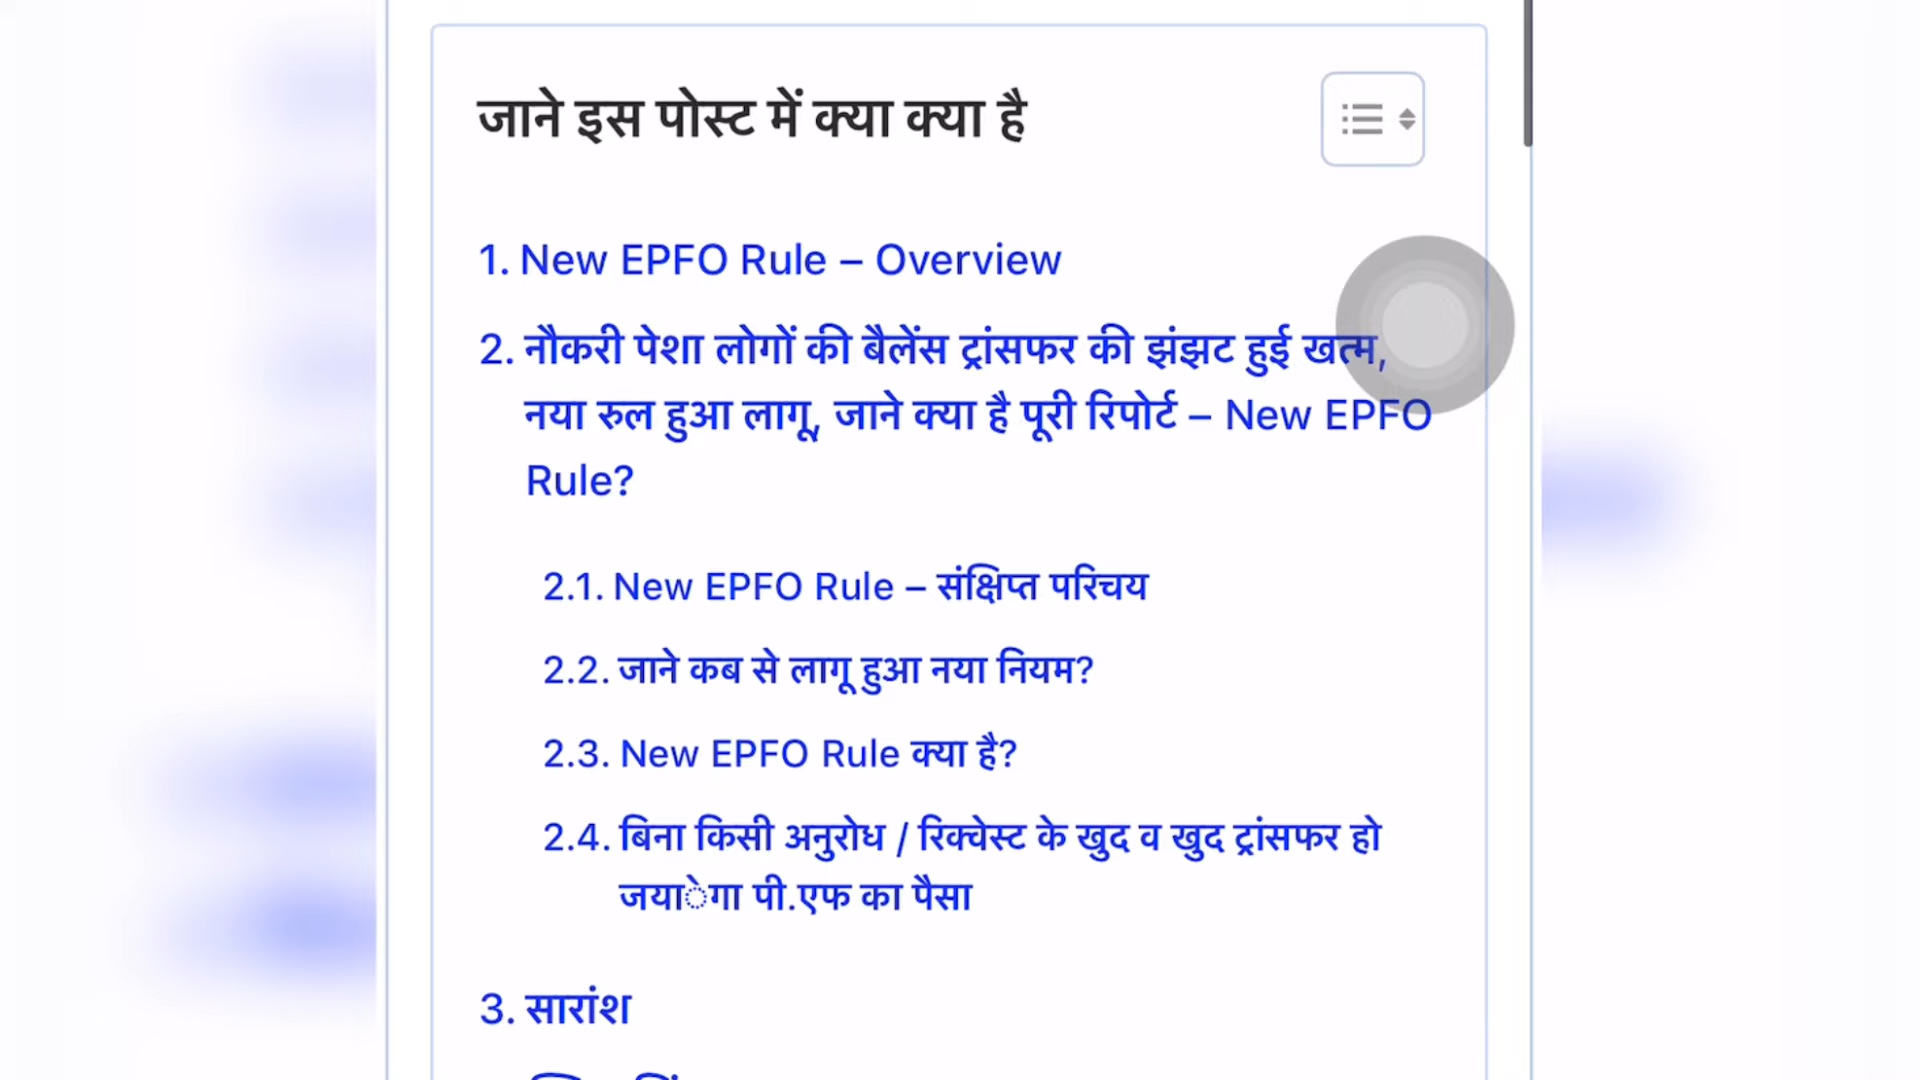 जाने इस पोस्ट में क्या क्या है
1. New EPFO Rule – Overview
2. नौकरी पेशा लोगों की बैलेंस ट्रांसफर की झंझट हुई खत्म,
नया रुल हुआ लागू, जाने क्या है पूरी रिपोर्ट – New EPFO
Rule?
2.1. New EPFO Rule – संक्षिप्त परिचय
2.2. जाने कब से लागू हुआ नया नियम?
2.3. New EPFO Rule क्या है?
2.4. बिना किसी अनुरोध / रिक्वेस्ट के खुद व खुद ट्रांसफर हो
जयाेगा पी.एफ का पैसा
3. सारांश